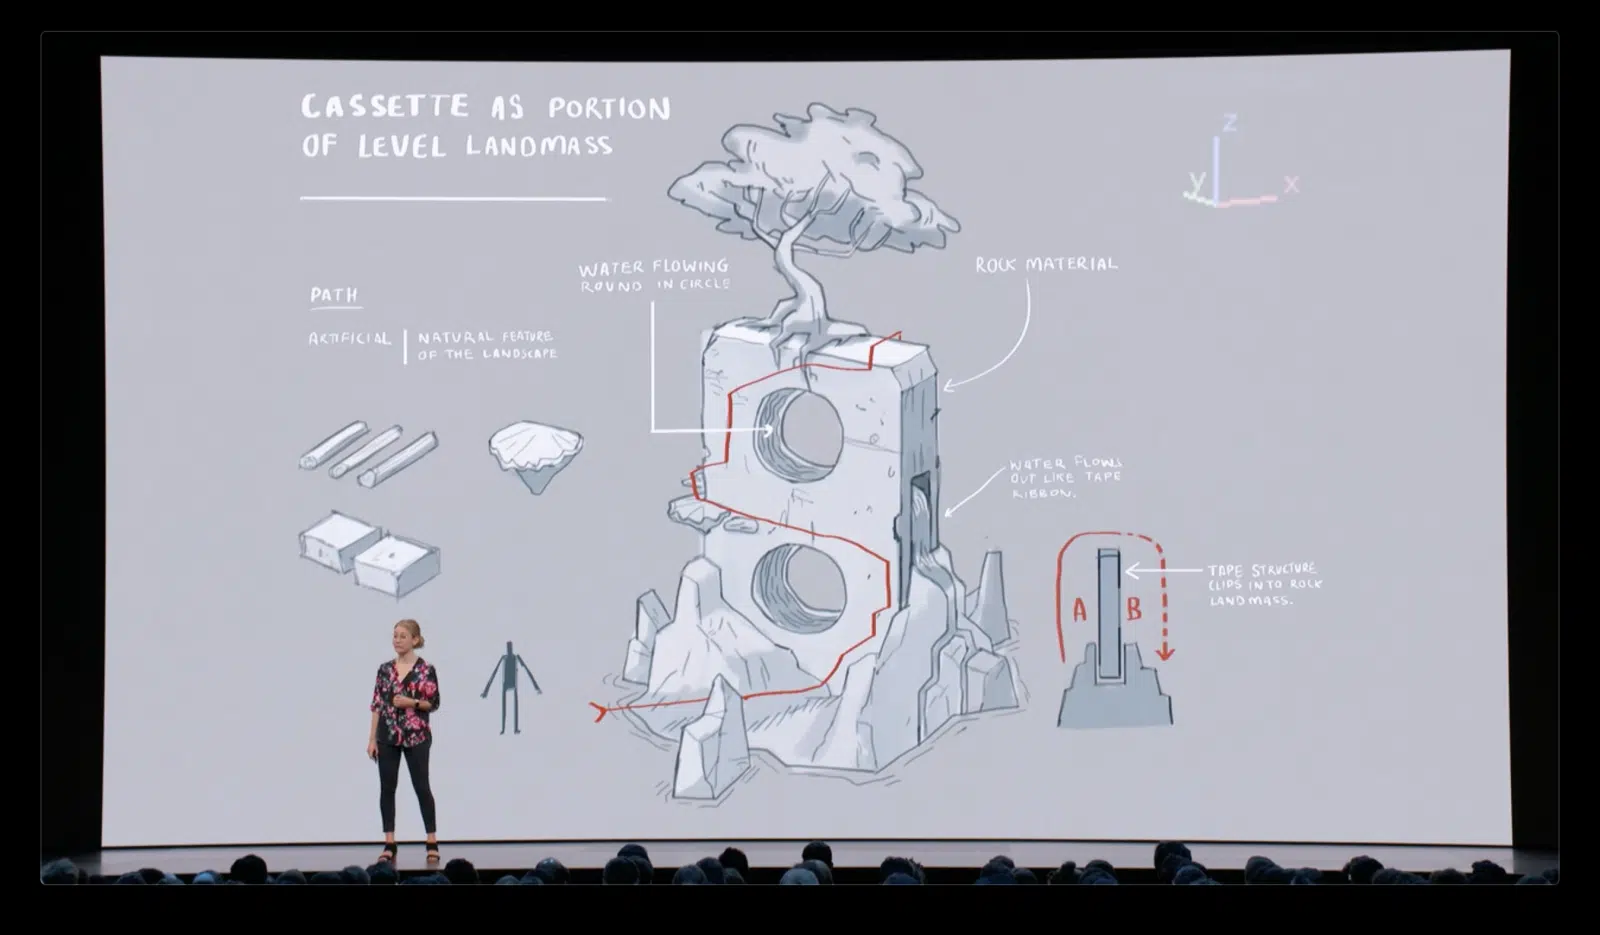 CASSETTE AS PORTION
OF LEVEL LANDMASS
Z
Y
X
WATER FLOWING
ROUND IN CIRCLE
ROCK MATERIAL
PATH
ARTIFICIAL
NATURAL FEATURE
OF THE LANDSCAPE
WATER FLOWS
OUT LIKE TAPE
RIBBON.
TAPE STRUCTURE
CLIPS INTO ROCK
LANDMASS.
A
B